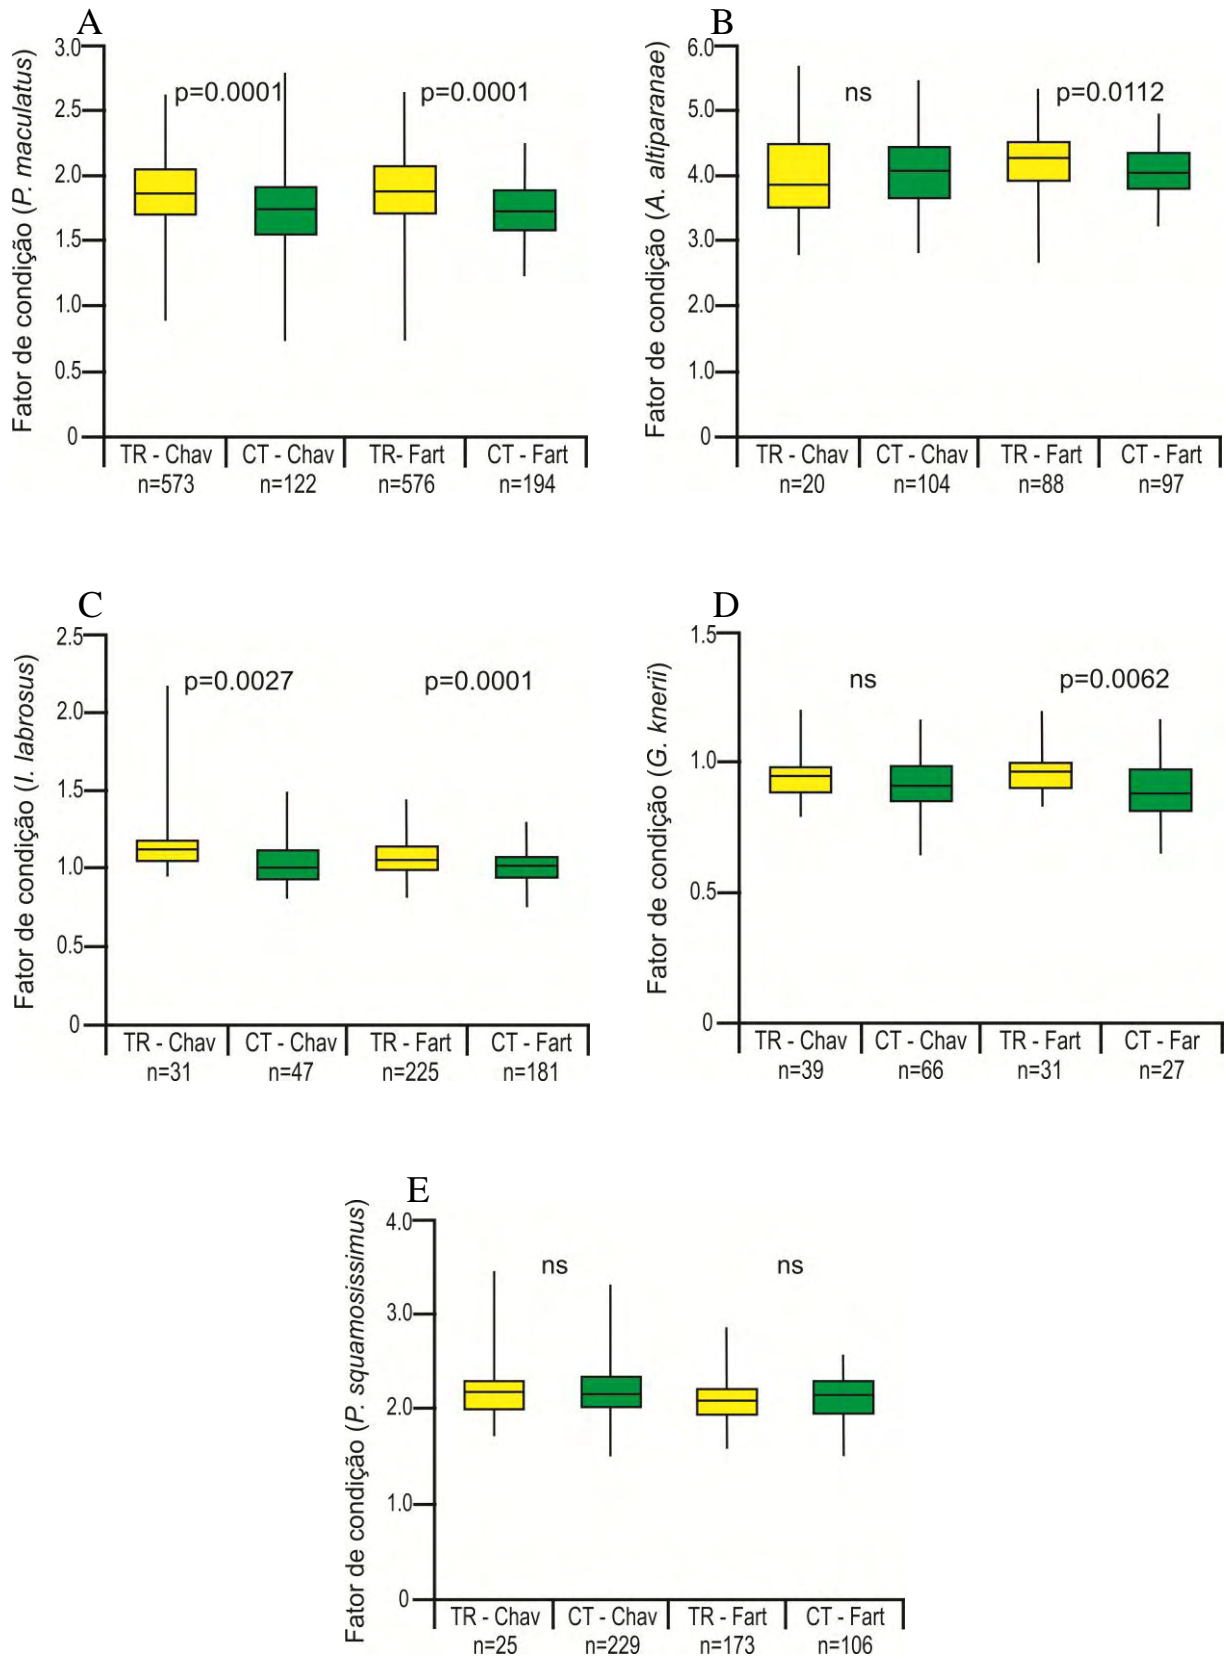 A
Fator de condição (P. maculatus)
3.0
2.5
2.0
1.5
1.0
0.5
0
p=0.0001
p=0.0001
TR - Chav CT - Chav TR- Fart CT - Fart
n=573 n=122 n=576 n=194
B
Fator de condição (A. altiparanae)
6.0
5.0
4.0
3.0
2.0
1.0
0
ns
p=0.0112
TR - Chav CT - Chav TR - Fart CT - Fart
n=20 n=104 n=88 n=97
C
Fator de condição (I. labrosus)
2.5
2.0
1.5
1.0
0.5
0
p=0.0027
p=0.0001
TR - Chav CT - Chav TR - Fart CT - Fart
n=31 n=47 n=225 n=181
D
Fator de condição (G. knerii)
1.5
1.0
0.5
0
ns
p=0.0062
TR - Chav CT - Chav TR - Fart CT - Far
n=39 n=66 n=31 n=27
E
Fator de condição (P. squamosissimus)
4.0
3.0
2.0
1.0
0
ns
ns
TR - Chav CT - Chav TR - Fart CT - Fart
n=25 n=229 n=173 n=106